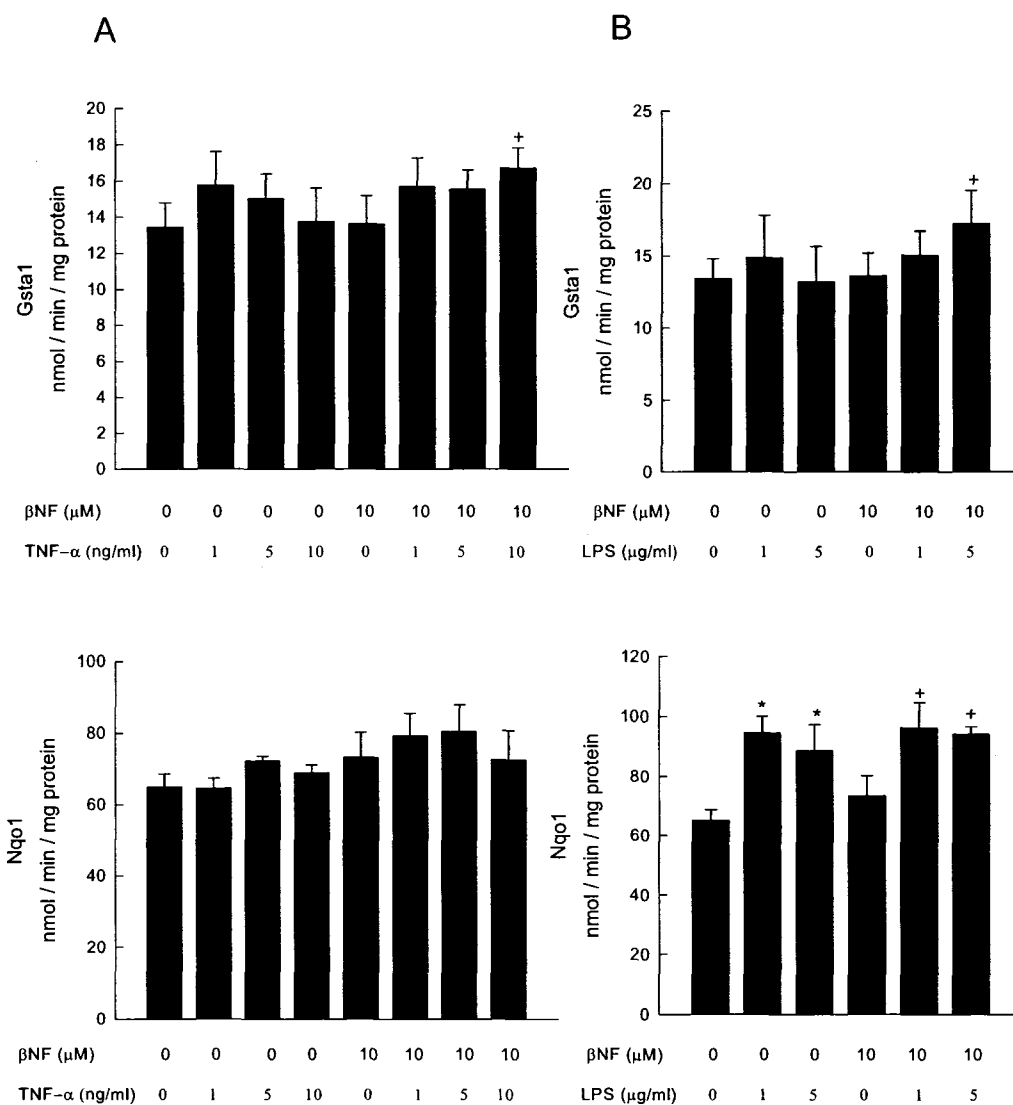 A
B
Gsta1
nmol / min / mg protein
20
18
16
14
12
10
8
6
4
2
0
+
βNF (μM) 0 0 0 0 10 10 10 10
TNF–α (ng/ml) 0 1 5 10 0 1 5 10
Gsta1
nmol / min / mg protein
25
20
15
10
5
0
+
βNF (μM) 0 0 0 10 10 10
LPS (μg/ml) 0 1 5 0 1 5
Nqo1
nmol / min / mg protein
100
80
60
40
20
0
βNF (μM) 0 0 0 0 10 10 10 10
TNF–α (ng/ml) 0 1 5 10 0 1 5 10
Nqo1
nmol / min / mg protein
120
100
80
60
40
20
0
* * + +
βNF (μM) 0 0 0 10 10 10
LPS (μg/ml) 0 1 5 0 1 5